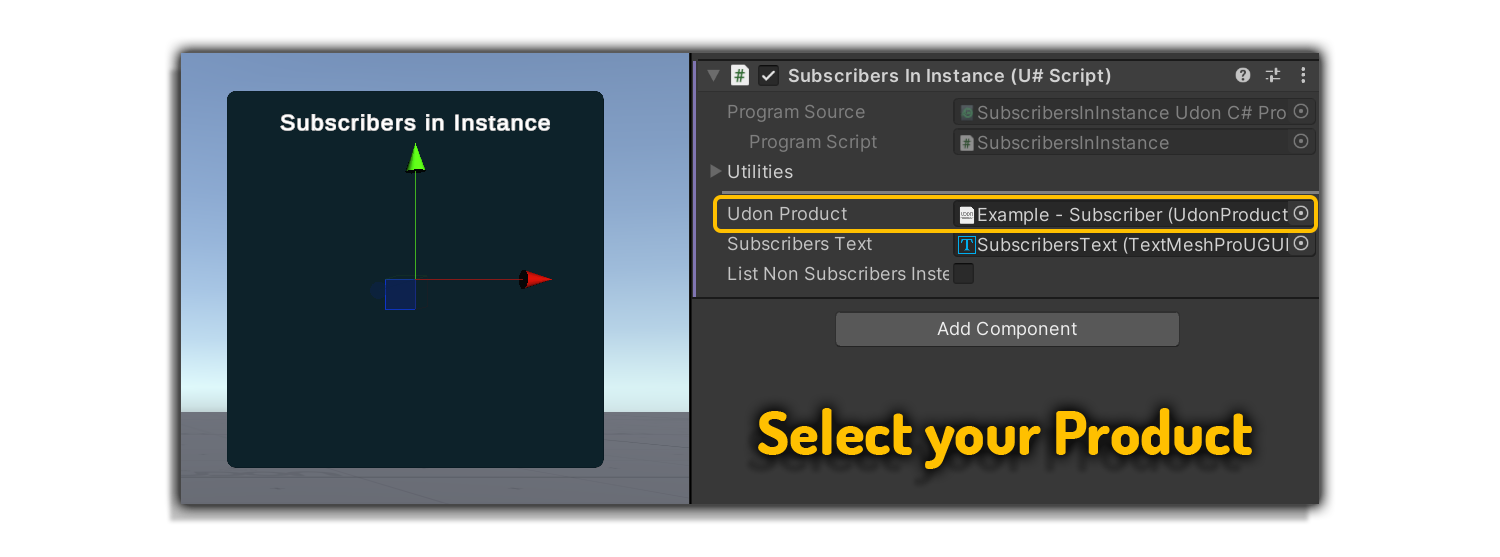 Subscribers in Instance
Subscribers In Instance (U# Script)
Program Source
SubscribersInInstance Udon C# Pro
Program Script
SubscribersInInstance
Utilities
Udon Product
Example - Subscriber (UdonProduct
Subscribers Text
SubscribersText (TextMeshProUGUI
List Non Subscribers Inste
Add Component
Select your Product